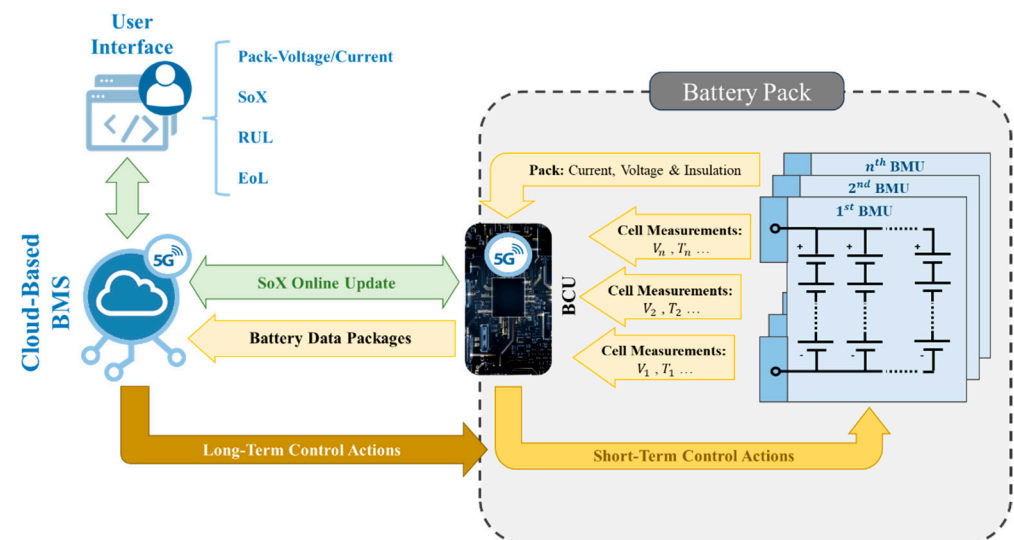 User
Interface
Pack-Voltage/Current
SoX
RUL
EoL
Battery Pack
Pack: Current, Voltage & Insulation
nth BMU
2nd BMU
1st BMU
Cell Measurements:
Vn , Tn ...
Cell Measurements:
V2 , T2 ...
Cell Measurements:
V1 , T1 ...
+
+
+
-
-
-
5G
5G
BCU
Cloud-Based
BMS
SoX Online Update
Battery Data Packages
Long-Term Control Actions
Short-Term Control Actions